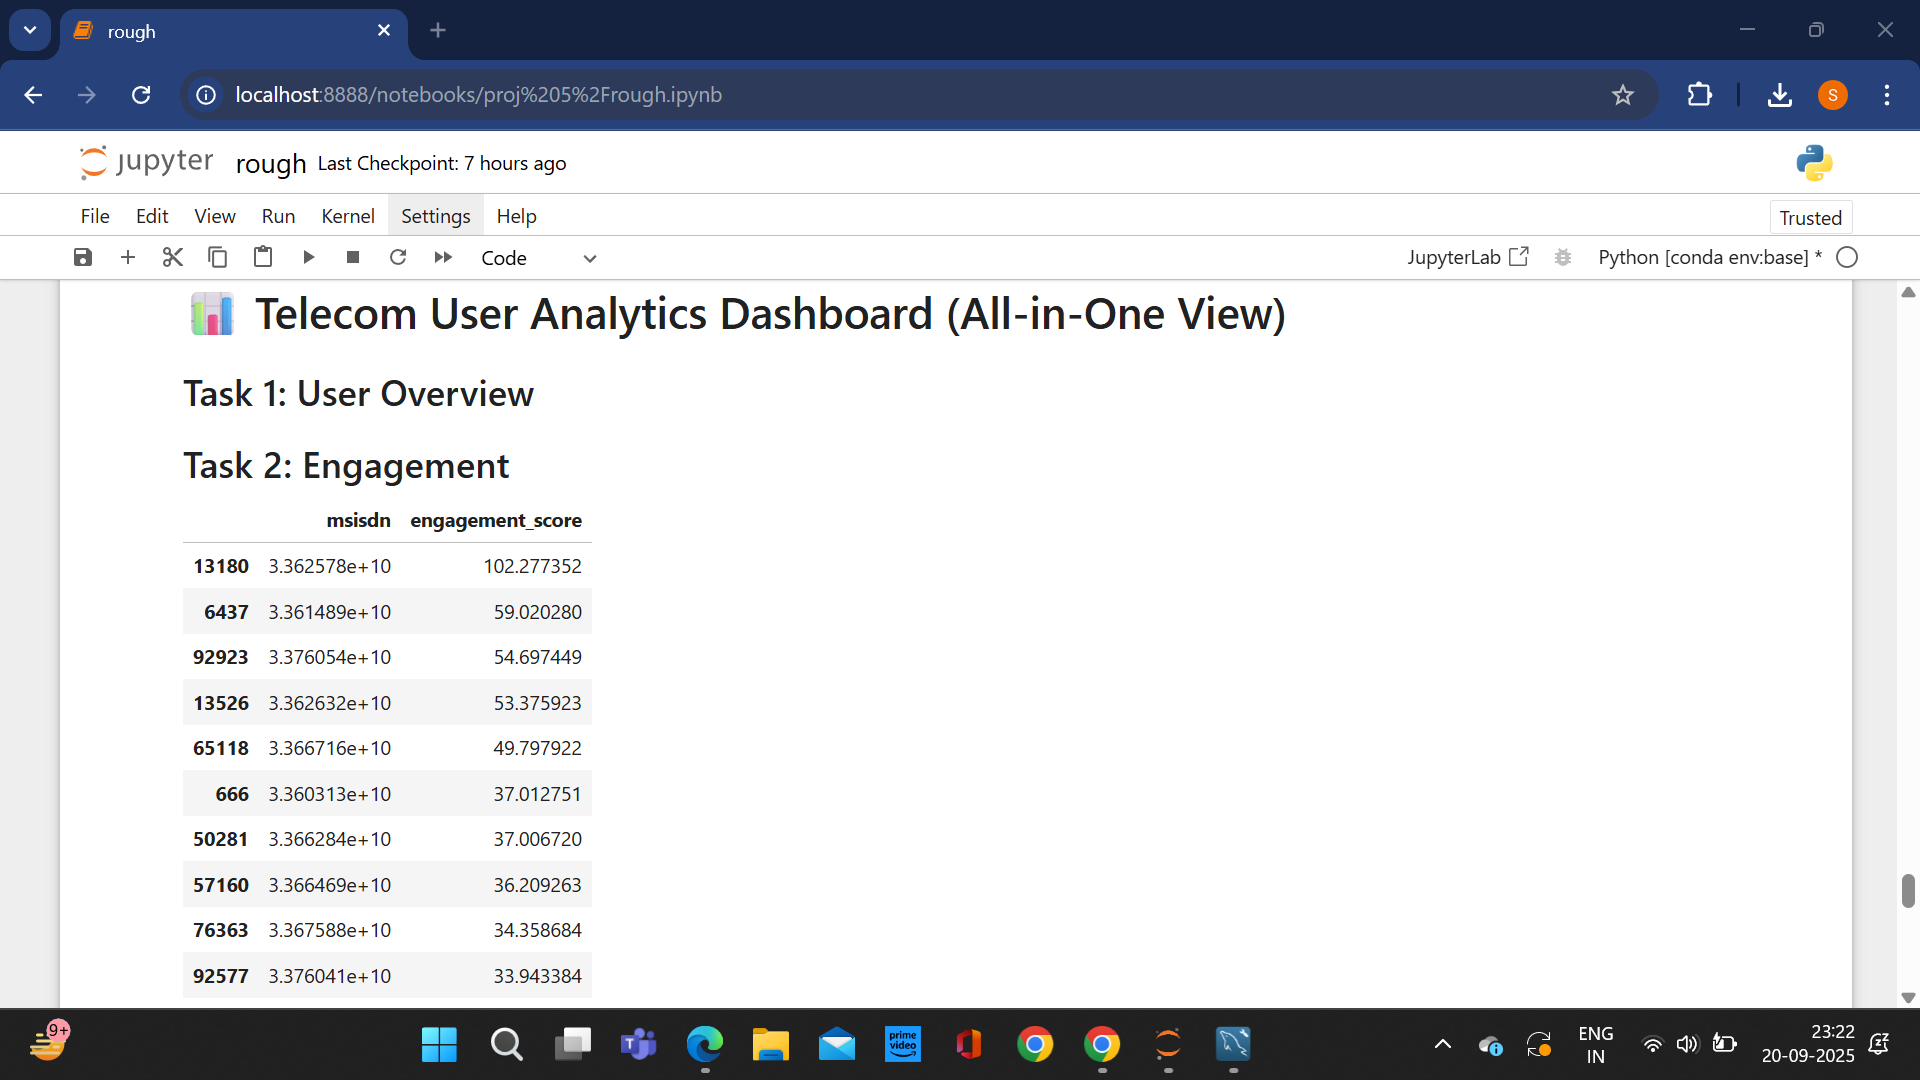 rough
localhost:8888/notebooks/proj%205%2Frough.ipynb
S
jupyter rough Last Checkpoint: 7 hours ago
File Edit View Run Kernel Settings Help
Trusted
Code
JupyterLab
Python [conda env:base] *
Telecom User Analytics Dashboard (All-in-One View)
Task 1: User Overview
Task 2: Engagement
msisdn engagement_score
13180 3.362578e+10 102.277352
6437 3.361489e+10 59.020280
92923 3.376054e+10 54.697449
13526 3.362632e+10 53.375923
65118 3.366716e+10 49.797922
666 3.360313e+10 37.012751
50281 3.366284e+10 37.006720
57160 3.366469e+10 36.209263
76363 3.367588e+10 34.358684
92577 3.376041e+10 33.943384
9+
T
prime video
ENG
IN
23:22
20-09-2025